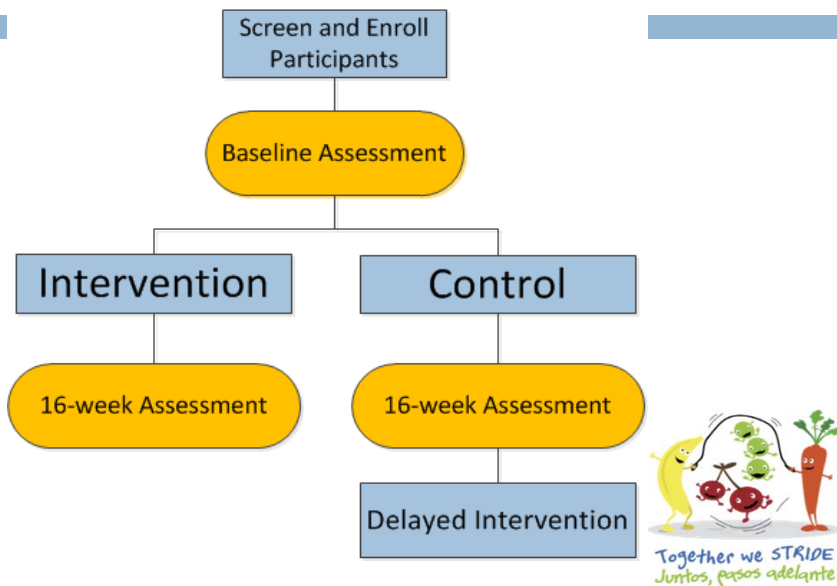 Screen and Enroll
Participants
Baseline Assessment
Intervention
Control
16-week Assessment
16-week Assessment
Delayed Intervention
Together we STRIDE
Juntos, pasos adelante